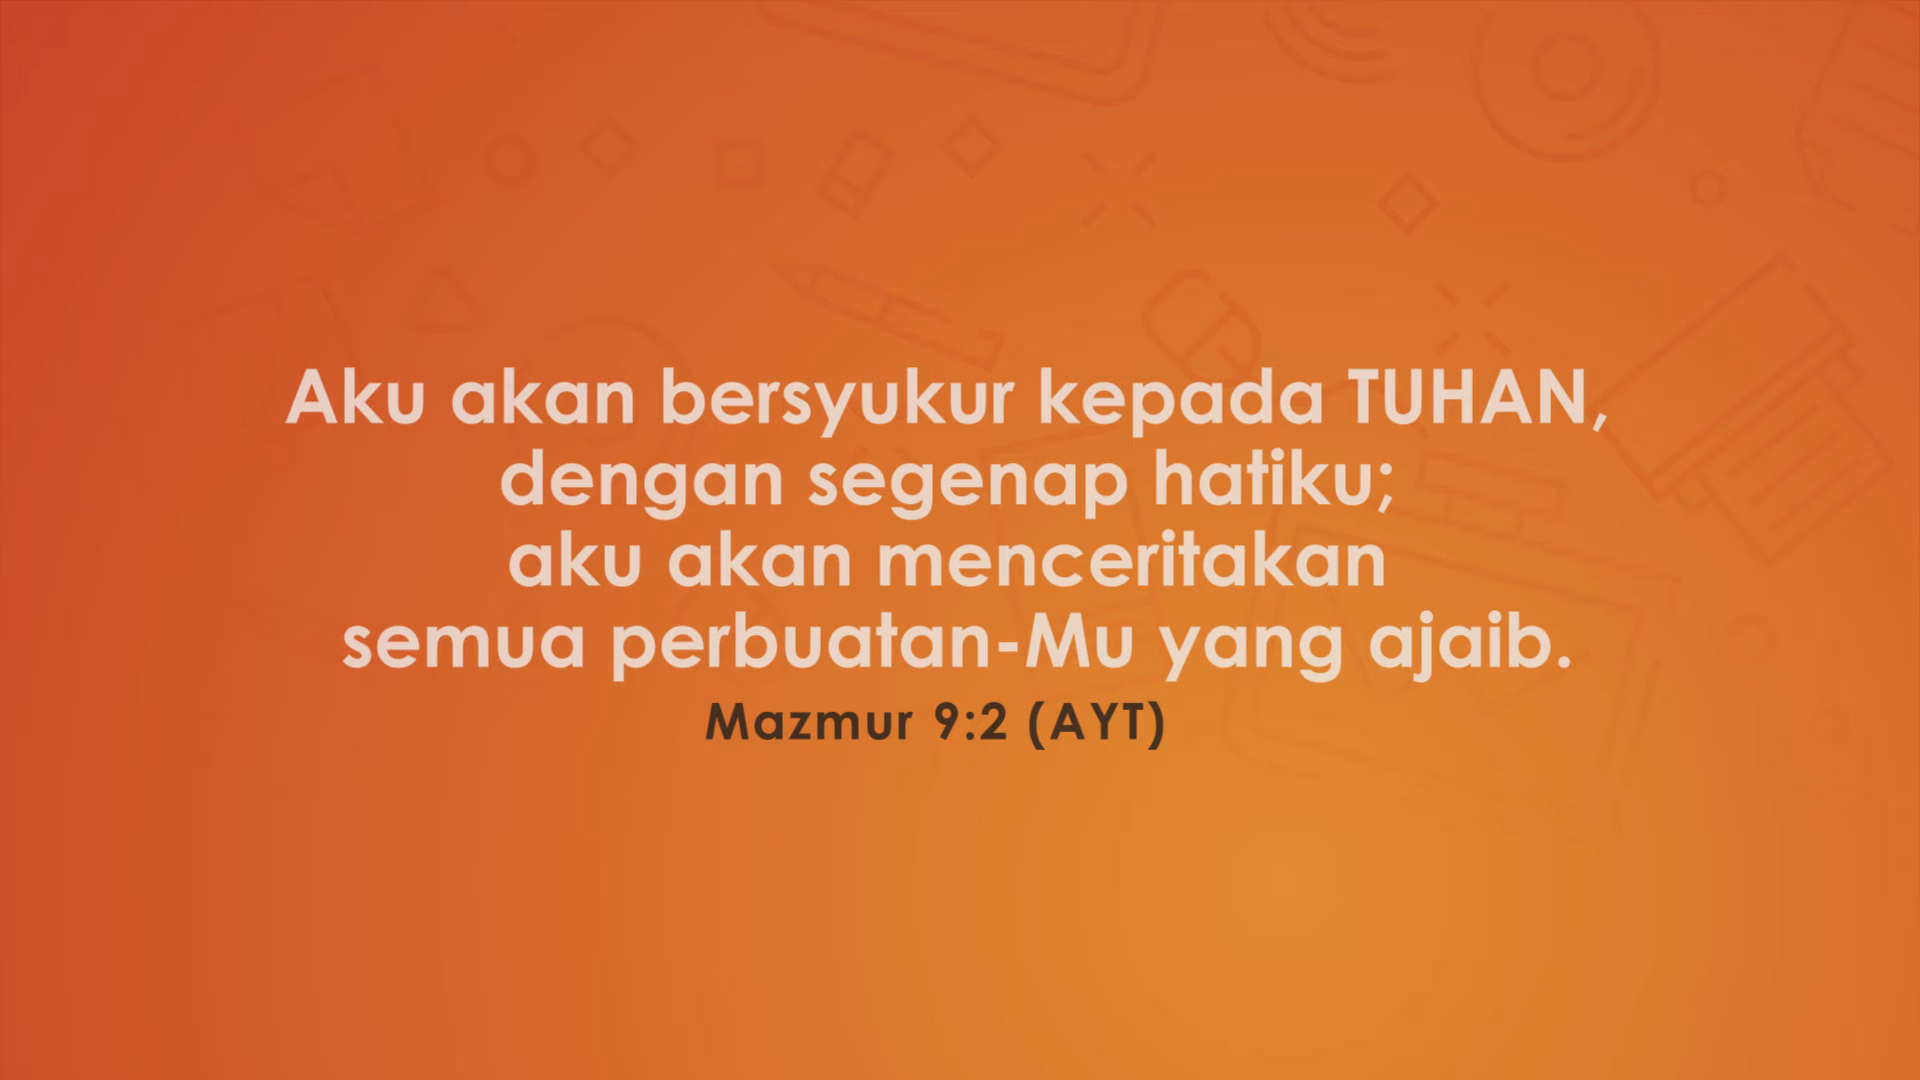 Aku akan bersyukur kepada TUHAN,
dengan segenap hatiku;
aku akan menceritakan
semua perbuatan-Mu yang ajaib.
Mazmur 9:2 (AYT)